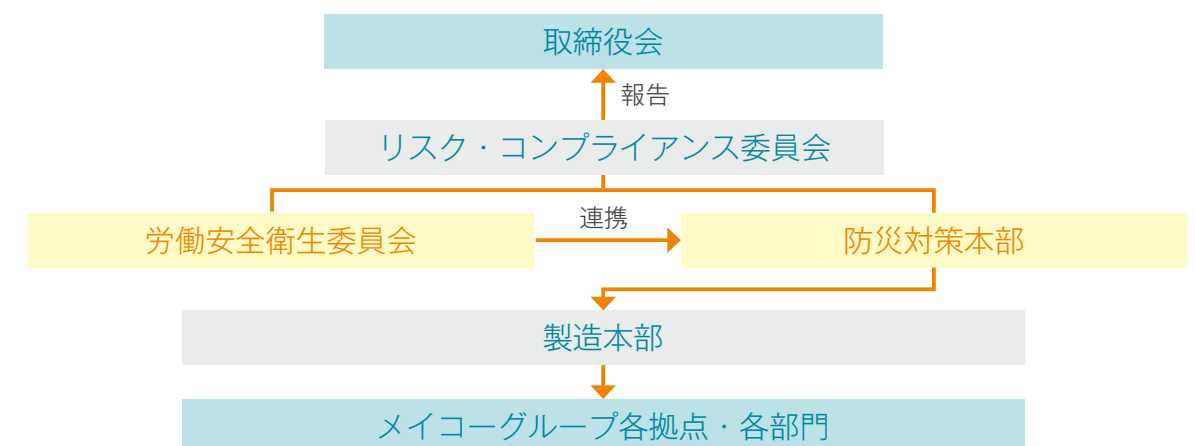 取締役会
報告
リスク・コンプライアンス委員会
連携
労働安全衛生委員会
防災対策本部
製造本部
メイコーグループ各拠点・各部門